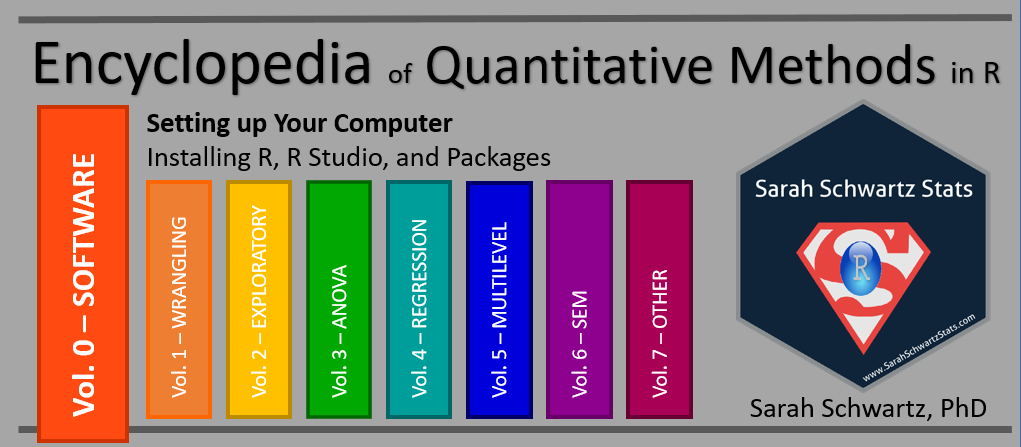 Encyclopedia of Quantitative Methods in R
Vol. 0 – SOFTWARE
Setting up Your Computer
Installing R, R Studio, and Packages
Vol. 1 – WRANGLING
Vol. 2 – EXPLORATORY
Vol. 3 – ANOVA
Vol. 4 – REGRESSION
Vol. 5 – MULTILEVEL
Vol. 6 – SEM
Vol. 7 – OTHER
Sarah Schwartz Stats
S
R
www.SarahSchwartzStats.com
Sarah Schwartz, PhD